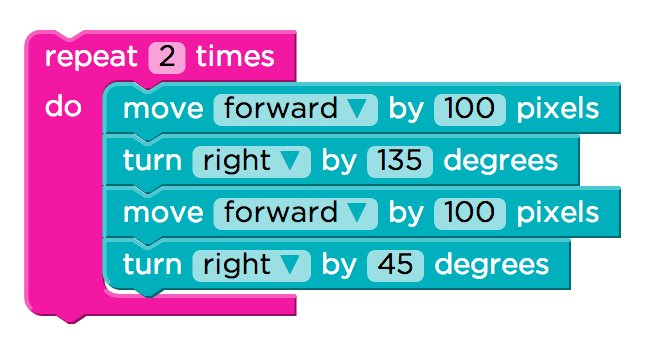 repeat 2 times
do move forward ▼ by 100 pixels
turn right ▼ by 135 degrees
move forward ▼ by 100 pixels
turn right ▼ by 45 degrees